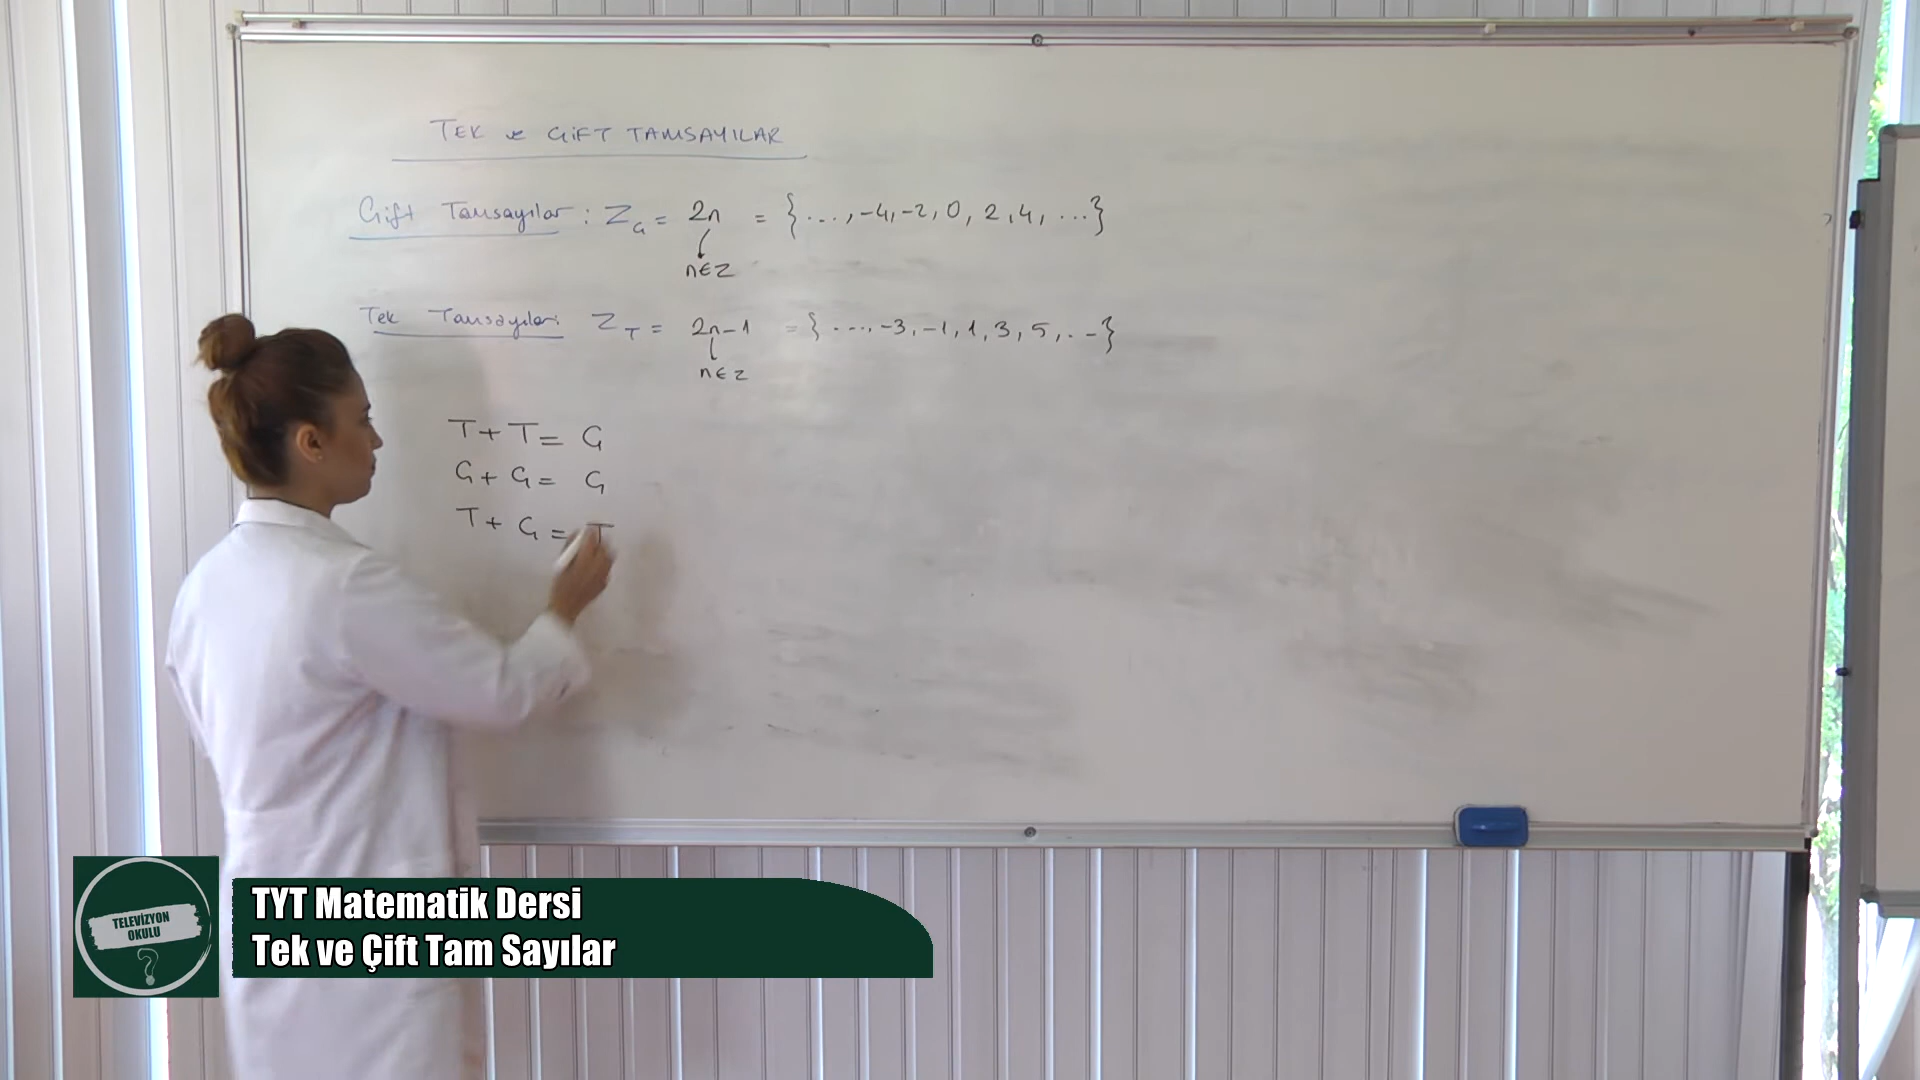 TEK ve ÇİFT TAMSAYILAR
Çift Tamsayılar : Z_Ç = 2n = {..., -4, -2, 0, 2, 4, ...}
n∈Z
Tek Tamsayılar: Z_T = 2n-1 = {..., -3, -1, 1, 3, 5, ...}
n∈Z
T + T = Ç
Ç + Ç = Ç
T + Ç = T
TELEVİZYON
OKULU
?
TYT Matematik Dersi
Tek ve Çift Tam Sayılar